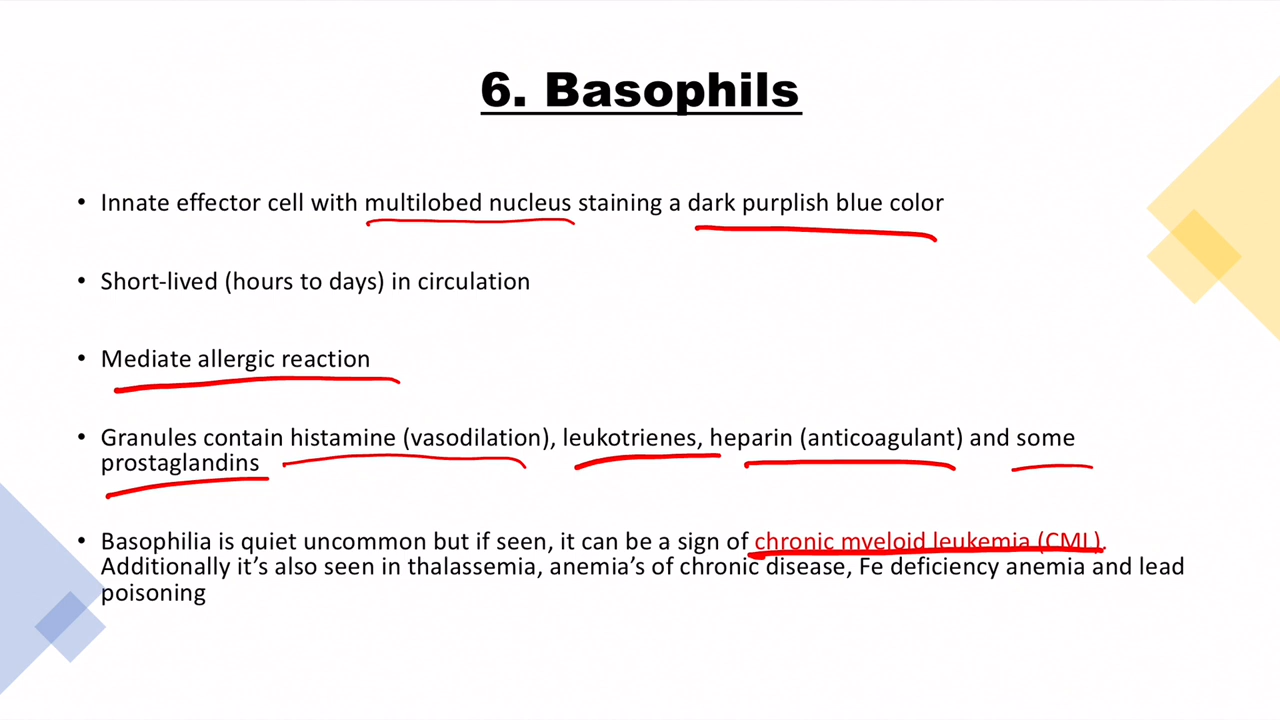 6. Basophils
• Innate effector cell with multilobed nucleus staining a dark purplish blue color
• Short-lived (hours to days) in circulation
• Mediate allergic reaction
• Granules contain histamine (vasodilation), leukotrienes, heparin (anticoagulant) and some
prostaglandins
• Basophilia is quiet uncommon but if seen, it can be a sign of chronic myeloid leukemia (CML).
Additionally it’s also seen in thalassemia, anemia’s of chronic disease, Fe deficiency anemia and lead
poisoning